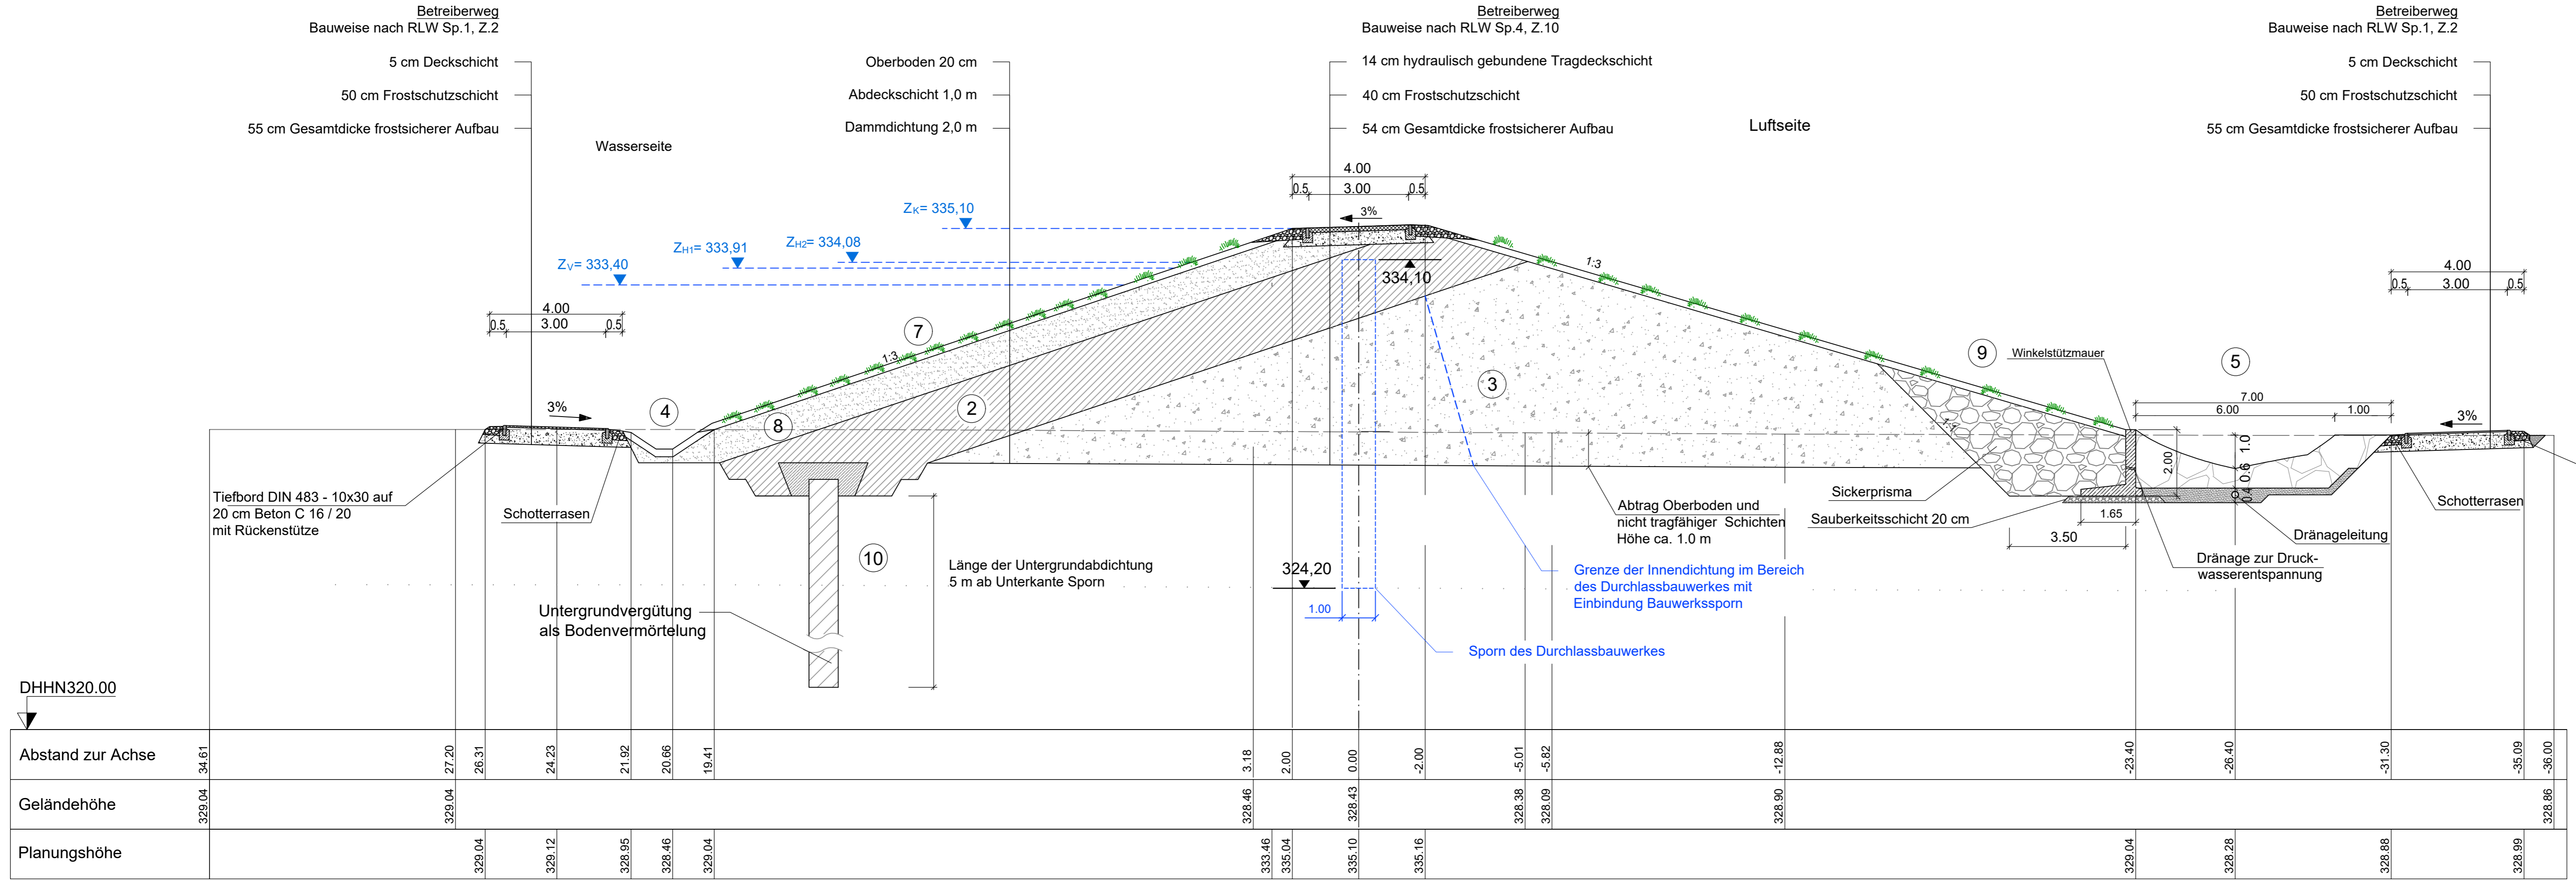 Betreiberweg
Bauweise nach RLW Sp.1, Z.2
5 cm Deckschicht
50 cm Frostschutzschicht
55 cm Gesamtdicke frostsicherer Aufbau
Wasserseite
Oberboden 20 cm
Abdeckschicht 1,0 m
Dammdichtung 2,0 m
Betreiberweg
Bauweise nach RLW Sp.4, Z.10
14 cm hydraulisch gebundene Tragdeckschicht
40 cm Frostschutzschicht
54 cm Gesamtdicke frostsicherer Aufbau
Luftseite
Betreiberweg
Bauweise nach RLW Sp.1, Z.2
5 cm Deckschicht
50 cm Frostschutzschicht
55 cm Gesamtdicke frostsicherer Aufbau
4.00
0.5 3.00 0.5
3%
ZK= 335,10
ZH1= 333,91
ZH2= 334,08
ZV= 333,40
334,10
1:3
4.00
0.5 3.00 0.5
4.00
0.5 3.00 0.5
7
1:3
9
Winkelstützmauer
5
3
2
4
8
3%
7.00
6.00 1.00
3%
1:1
2.00
1.0
0.6
0.4
Tiefbord DIN 483 - 10x30 auf
20 cm Beton C 16 / 20
mit Rückenstütze
Schotterrasen
10
Länge der Untergrundabdichtung
5 m ab Unterkante Sporn
Untergrundvergütung
als Bodenvermörtelung
324,20
1.00
Abtrag Oberboden und
nicht tragfähiger Schichten
Höhe ca. 1.0 m
Grenze der Innendichtung im Bereich
des Durchlassbauwerkes mit
Einbindung Bauwerkssporn
Sporn des Durchlassbauwerkes
Sickerprisma
Sauberkeitsschicht 20 cm
1.65
3.50
Schotterrasen
Dränageleitung
Dränage zur Druck-
wasserentspannung
DHHN320.00
Abstand zur Achse 34.61 27.20 26.31 24.23 21.92 20.66 19.41 3.18 2.00 0.00 -2.00 -5.01 -5.82 -12.88 -23.40 -26.40 -31.30 -35.09 -36.00
Geländehöhe 329.04 329.04 328.46 328.43 328.38 328.09 328.90 328.86
Planungshöhe 329.04 329.12 328.95 328.46 329.04 333.46 335.04 335.10 335.16 329.04 328.28 328.88 328.99